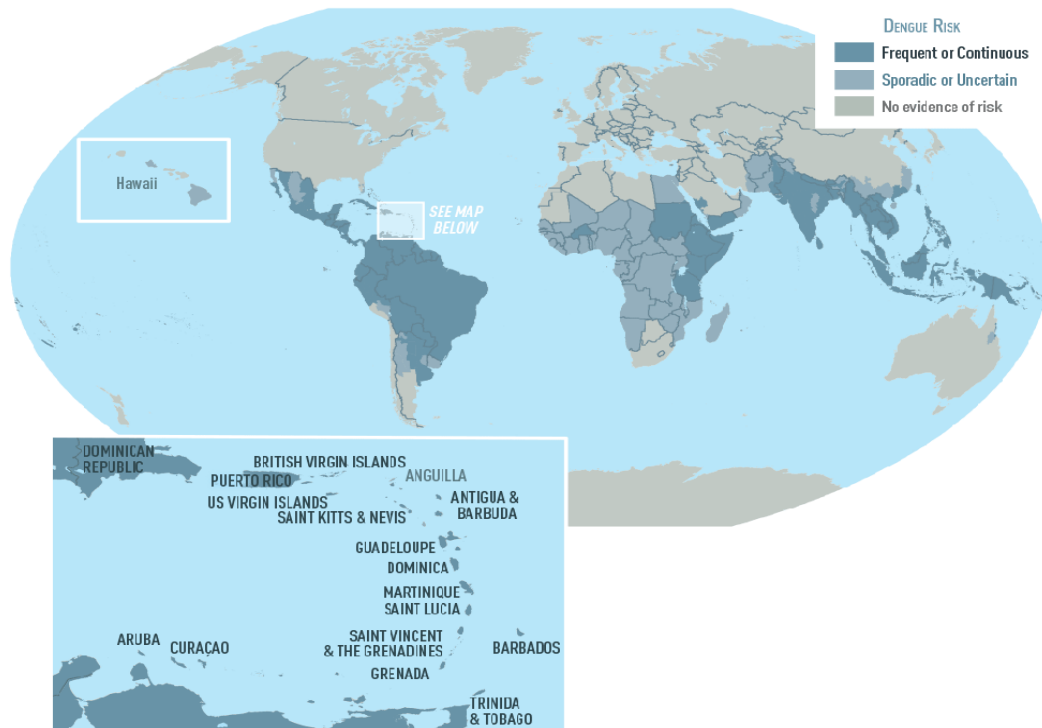 DENGUE RISK
Frequent or Continuous
Sporadic or Uncertain
No evidence of risk
Hawaii
SEE MAP
BELOW
DOMINICAN
REPUBLIC
BRITISH VIRGIN ISLANDS
PUERTO RICO
ANGUILLA
US VIRGIN ISLANDS
ANTIGUA &
BARBUDA
SAINT KITTS & NEVIS
GUADELOUPE
DOMINICA
MARTINIQUE
SAINT LUCIA
SAINT VINCENT
& THE GRENADINES
BARBADOS
ARUBA
CURAÇAO
GRENADA
TRINIDA
& TOBAGO